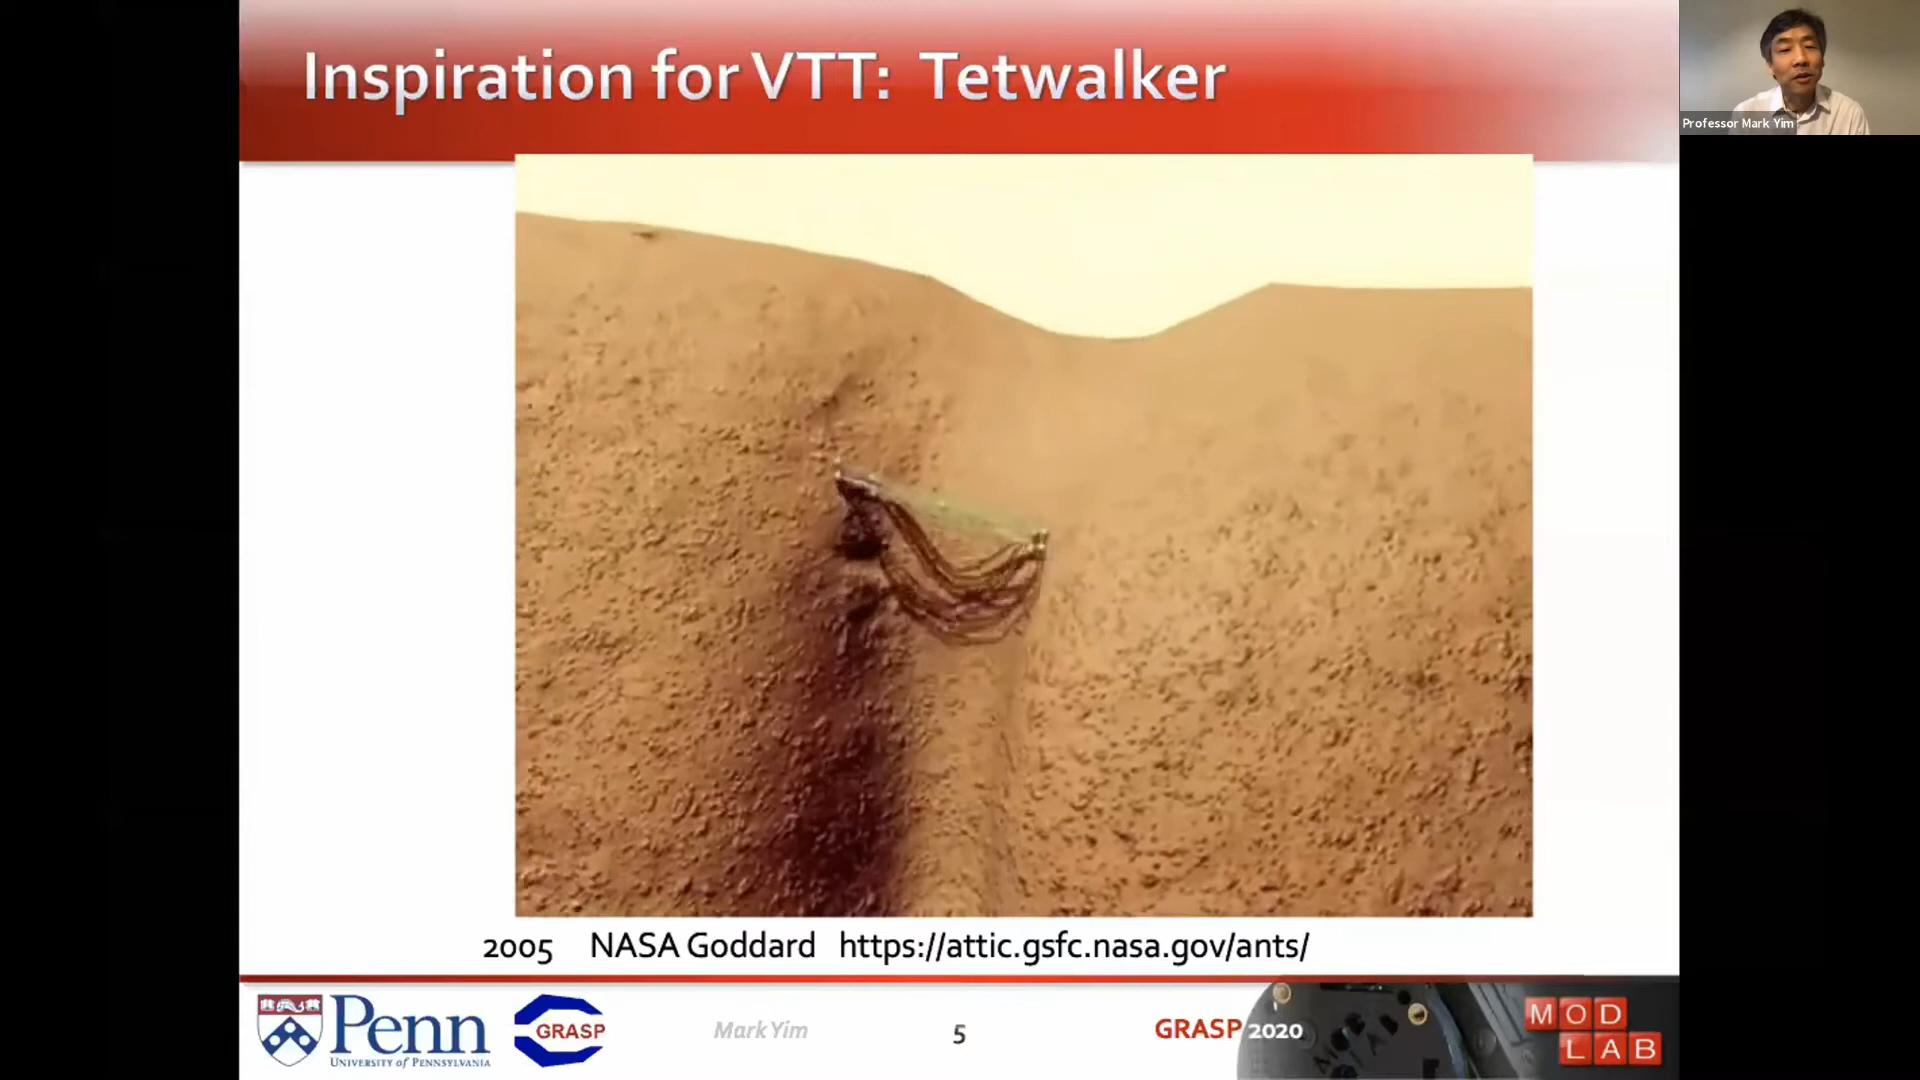 Inspiration for VTT: Tetwalker
Professor Mark Yim
2005 NASA Goddard https://attic.gsfc.nasa.gov/ants/
Penn
UNIVERSITY of PENNSYLVANIA
GRASP
Mark Yim
5
GRASP 2020
MOD
LAB